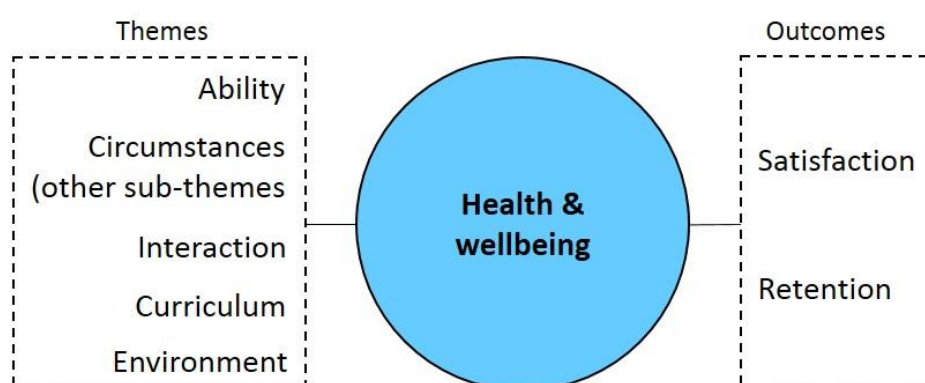 Themes
Ability
Circumstances
(other sub-themes
Interaction
Curriculum
Environment
Health &
wellbeing
Outcomes
Satisfaction
Retention